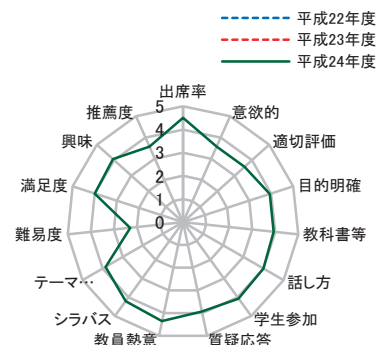 平成22年度
平成23年度
平成24年度
出席率
意欲的
適切評価
目的明確
教科書等
話し方
学生参加
質疑応答
教員熱意
シラバス
テーマ…
難易度
満足度
興味
推薦度
5
4
3
2
1
0